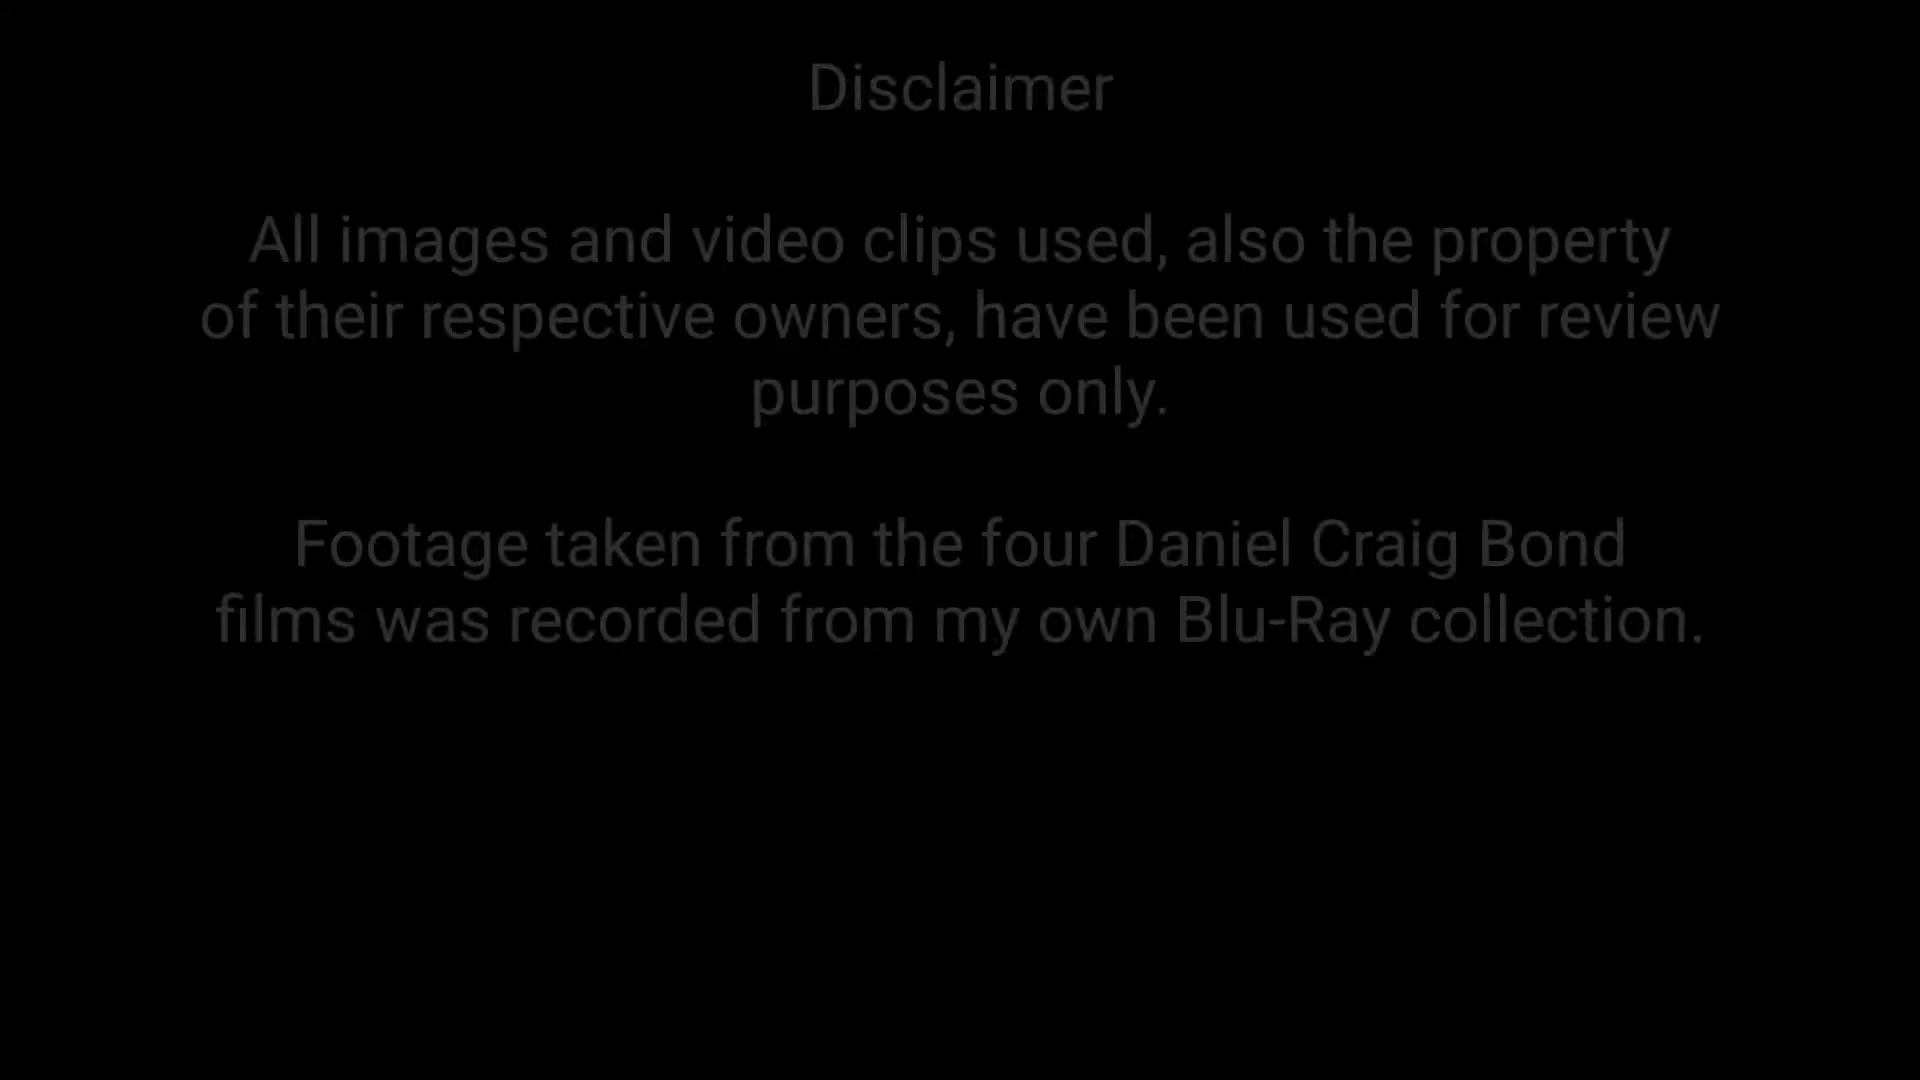 Disclaimer
All images and video clips used, also the property
of their respective owners, have been used for review
purposes only.
Footage taken from the four Daniel Craig Bond
films was recorded from my own Blu-Ray collection.